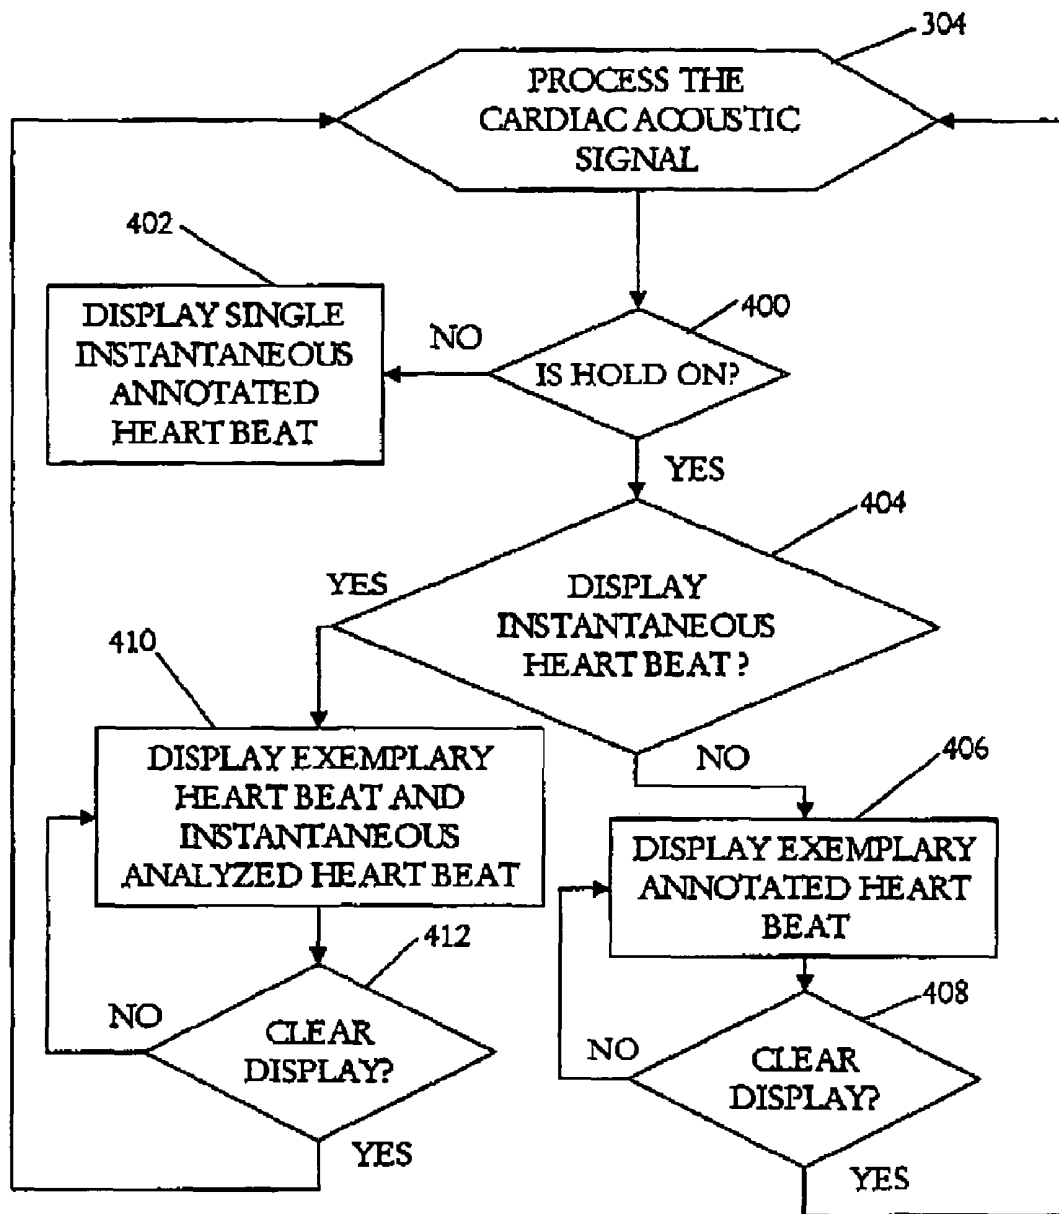 304
PROCESS THE
CARDIAC ACOUSTIC
SIGNAL
402
DISPLAY SINGLE
INSTANTANEOUS
ANNOTATED
HEART BEAT
NO
400
IS HOLD ON?
YES
404
YES
DISPLAY
INSTANTANEOUS
HEART BEAT?
410
NO
406
DISPLAY EXEMPLARY
HEART BEAT AND
INSTANTANEOUS
ANALYZED HEART BEAT
DISPLAY EXEMPLARY
ANNOTATED HEART
BEAT
412
NO
CLEAR
DISPLAY?
YES
408
NO
CLEAR
DISPLAY?
YES